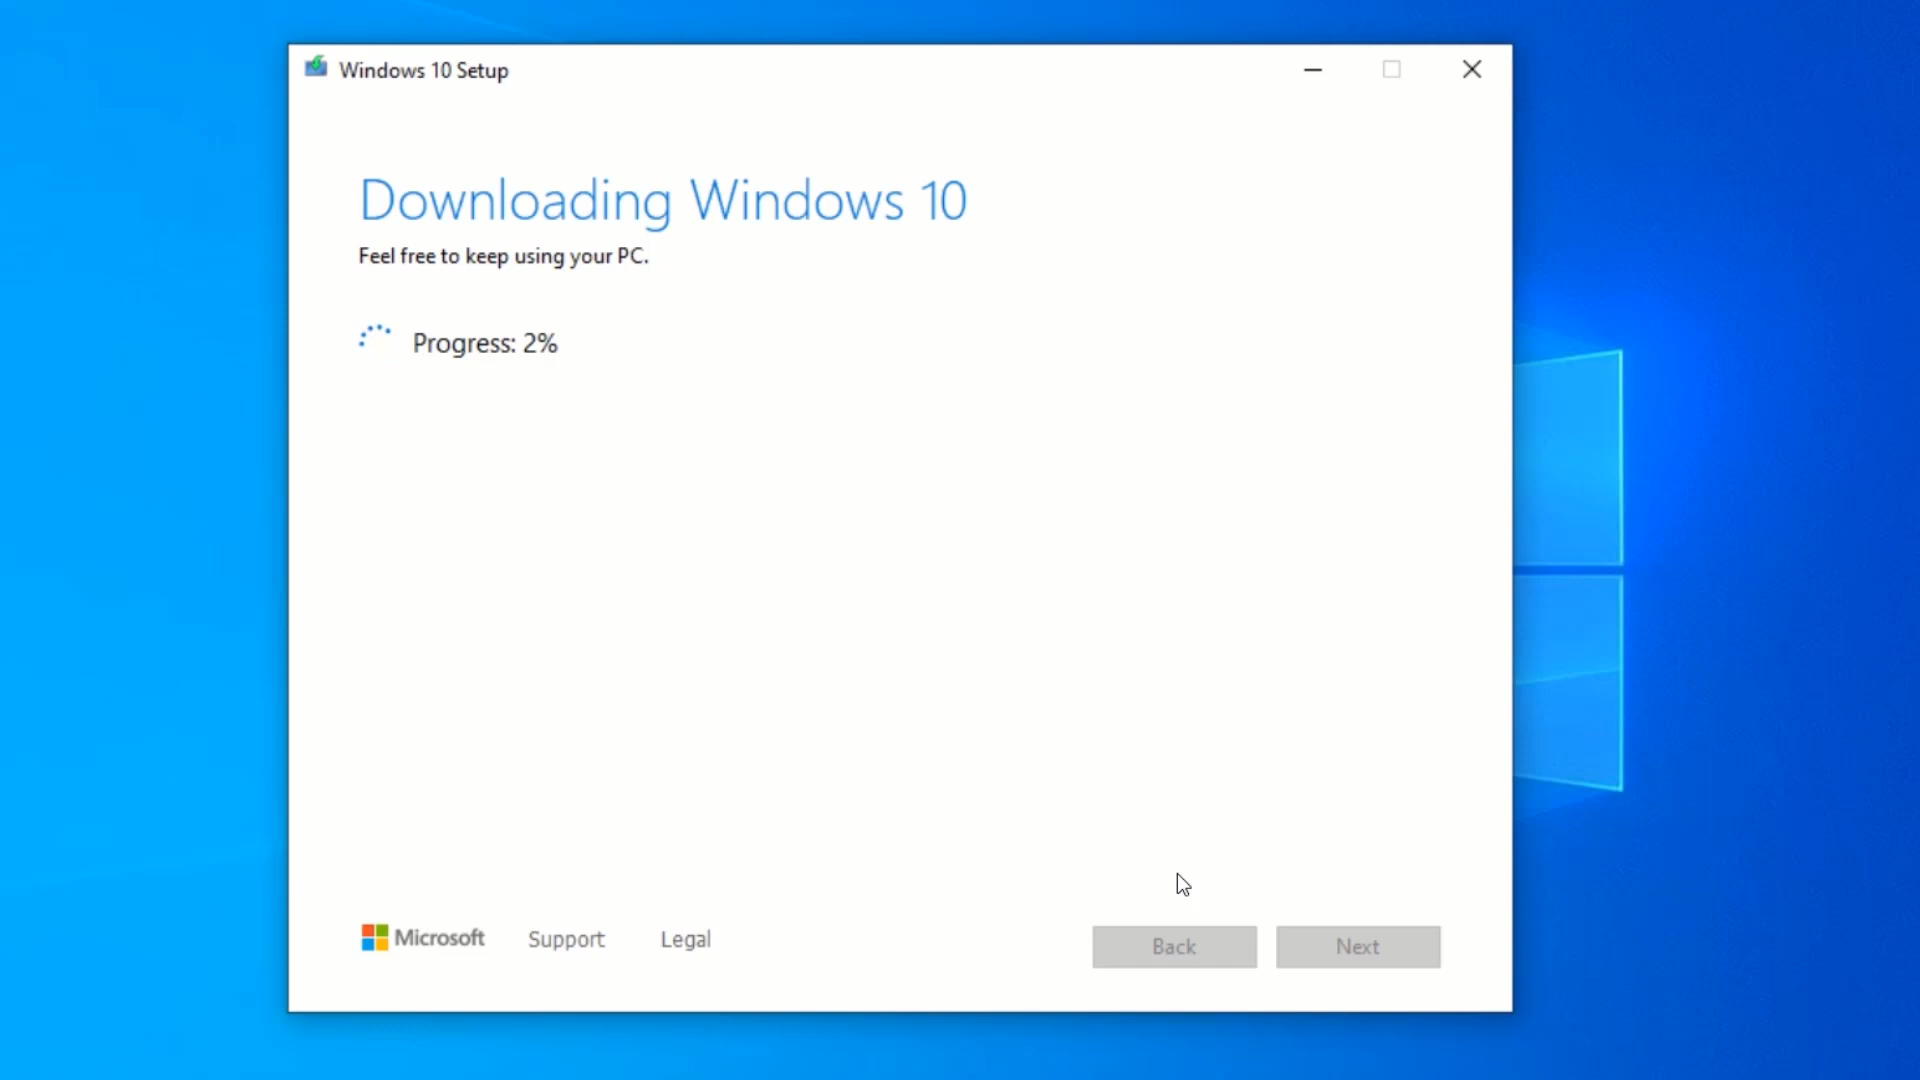 Windows 10 Setup
Downloading Windows 10
Feel free to keep using your PC.
Progress: 2%
Microsoft Support Legal
Back Next